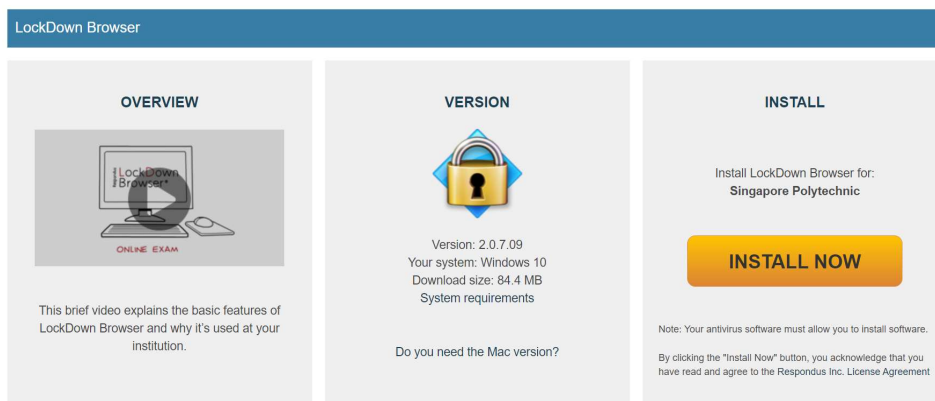 LockDown Browser
OVERVIEW
Respondus
LockDown
Browser
ONLINE EXAM
This brief video explains the basic features of
LockDown Browser and why it's used at your
institution.
VERSION
Version: 2.0.7.09
Your system: Windows 10
Download size: 84.4 MB
System requirements
Do you need the Mac version?
INSTALL
Install LockDown Browser for:
Singapore Polytechnic
INSTALL NOW
Note: Your antivirus software must allow you to install software.
By clicking the "Install Now" button, you acknowledge that you
have read and agree to the Respondus Inc. License Agreement